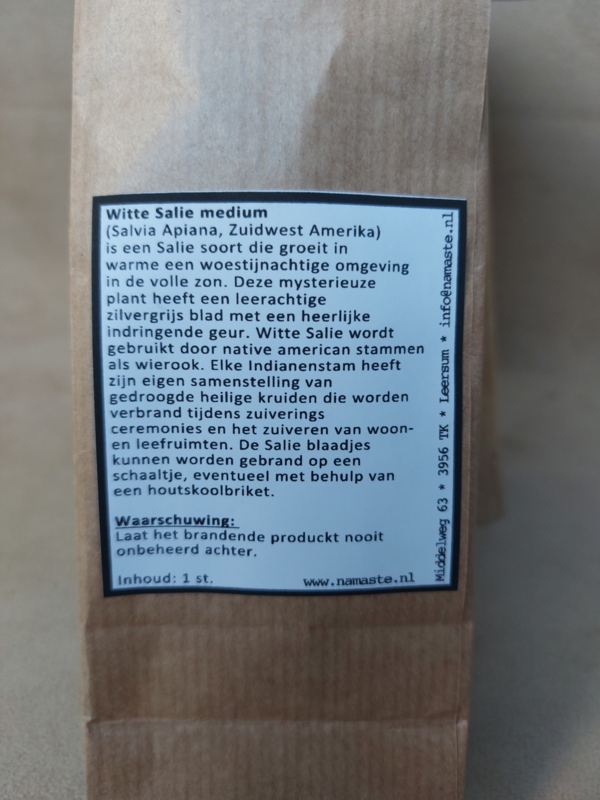 Witte Salie medium
(Salvia Apiana, Zuidwest Amerika)
is een Salie soort die groeit in
warme een woestijnachtige omgeving
in de volle zon. Deze mysterieuze
plant heeft een leerachtige
zilvergrijs blad met een heerlijke
indringende geur. Witte Salie wordt
gebruikt door native american stammen
als wierook. Elke Indianenstam heeft
zijn eigen samenstelling van
gedroogde heilige kruiden die worden
verbrand tijdens zuiverings
ceremonies en het zuiveren van woon-
en leefruimten. De Salie blaadjes
kunnen worden gebrand op een
schaaltje, eventueel met behulp van
een houtskoolbriket.
Waarschuwing:
Laat het brandende produckt nooit
onbeheerd achter.
Inhoud: 1 st. www.namaste.nl
Middelweg 63 * 3956 TK * Leersum * info@namaste.nl